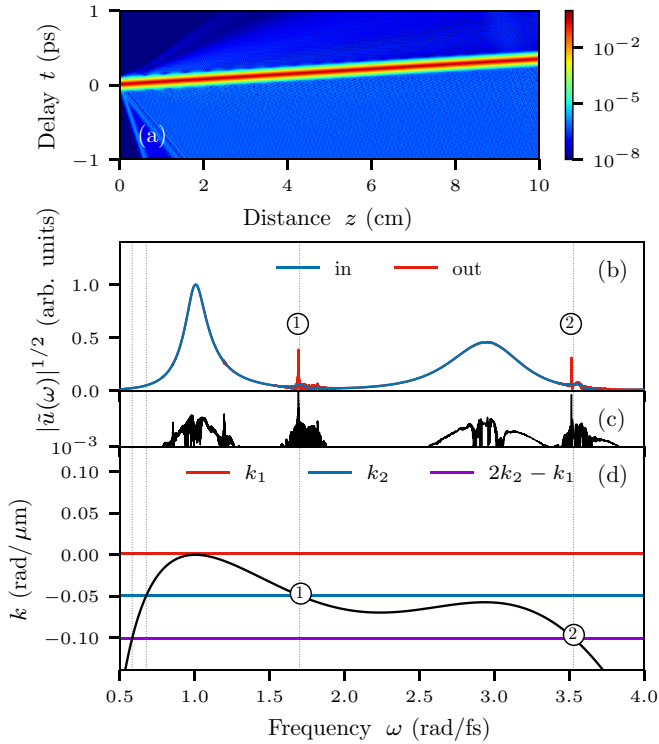 1
0
−1
Delay t (ps)
(a)
10⁻²
10⁻⁵
10⁻⁸
0 2 4 6 8 10
Distance z (cm)
|ũ(ω)|^{1/2} (arb. units)
1.0
0.5
0.0
in out (b)
1 2
10⁻³
(c)
k₁ k₂ 2k₂ − k₁ (d)
k (rad/μm)
0.10
0.05
0.00
−0.05
−0.10
1
2
0.5 1.0 1.5 2.0 2.5 3.0 3.5 4.0
Frequency ω (rad/fs)